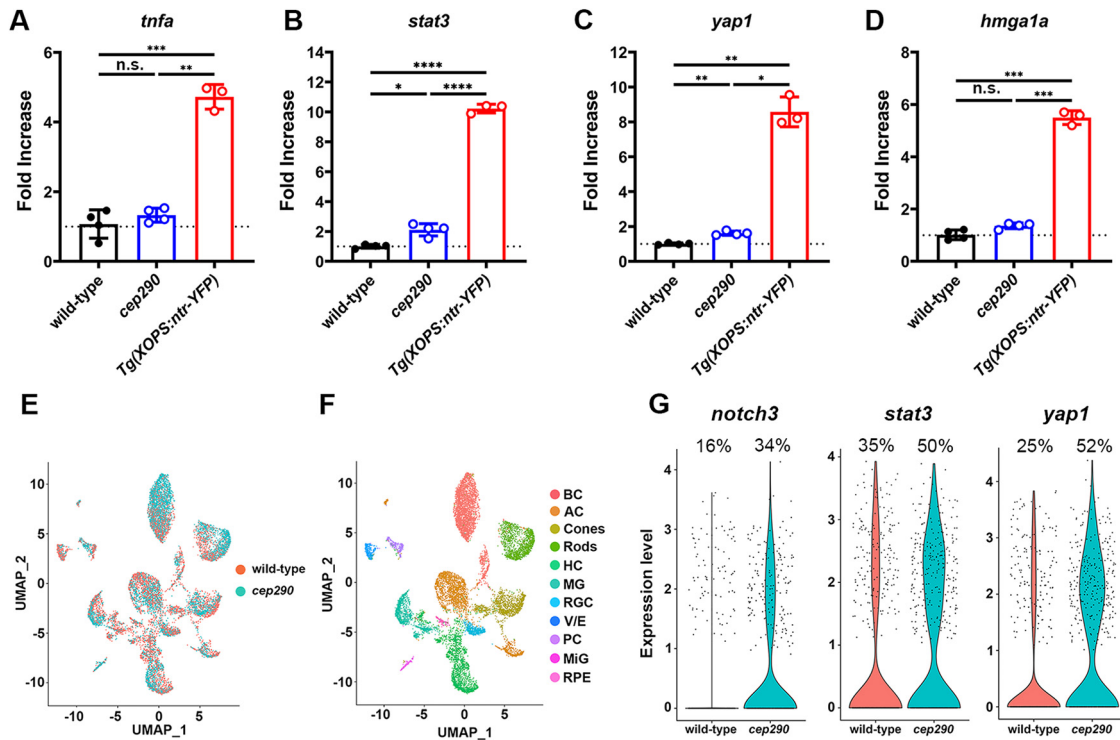 A
tnfa
***
n.s.
**
Fold Increase
6
4
2
0
wild-type
cep290
Tg(XOPS:ntr-YFP)
B
stat3
****
*
****
Fold Increase
14
12
10
8
6
4
2
0
wild-type
cep290
Tg(XOPS:ntr-YFP)
C
yap1
**
**
*
Fold Increase
12
10
8
6
4
2
0
wild-type
cep290
Tg(XOPS:ntr-YFP)
D
hmga1a
***
n.s.
***
Fold Increase
8
6
4
2
0
wild-type
cep290
Tg(XOPS:ntr-YFP)
E
UMAP_2
10
5
0
-5
-10
-10
-5
0
5
UMAP_1
wild-type
cep290
F
UMAP_2
10
5
0
-5
-10
-10
-5
0
5
UMAP_1
BC
AC
Cones
Rods
HC
MG
RGC
V/E
PC
MiG
RPE
G
notch3
16%
34%
Expression level
4
3
2
1
0
wild-type
cep290
stat3
35%
50%
4
3
2
1
0
wild-type
cep290
yap1
25%
52%
4
3
2
1
0
wild-type
cep290